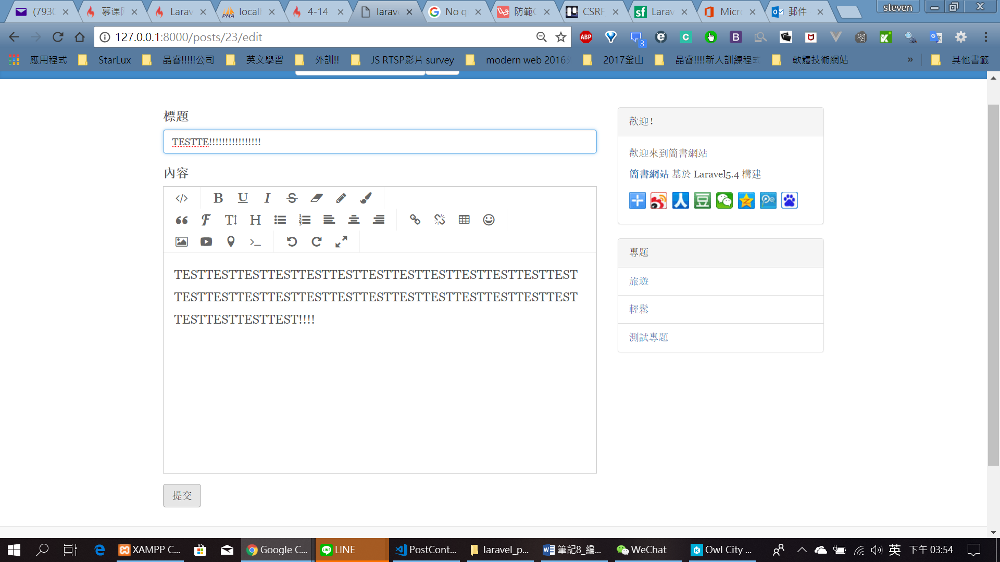 (793
慕课
Larav
locall
4-14
larav
No q
防範C
CSRF
Larav
Micr
郵件
steven
127.0.0.1:8000/posts/23/edit
ABP
3
應用程式
StarLux
晶睿!!!!!公司
英文學習
外訓!!
JS RTSP影片 survey
modern web 2016
2017釜山
晶睿!!!!新人訓練程式
軟體技術網站
»
其他書籤
標題
TESTTE!!!!!!!!!!!!!!!!
內容
TESTTESTTESTTESTTESTTESTTESTTESTTESTTESTTESTTESTTEST
TESTTESTTESTTESTTESTTESTTESTTESTTESTTESTTESTTESTTEST
TESTTESTTESTTEST!!!!
提交
歡迎!
歡迎來到簡書網站
簡書網站 基於 Laravel5.4 構建
專題
旅遊
輕鬆
測試專題
XAMPP C...
Google C...
LINE
PostCont...
laravel_p...
筆記8_編...
WeChat
Owl City ...
英
下午 03:54